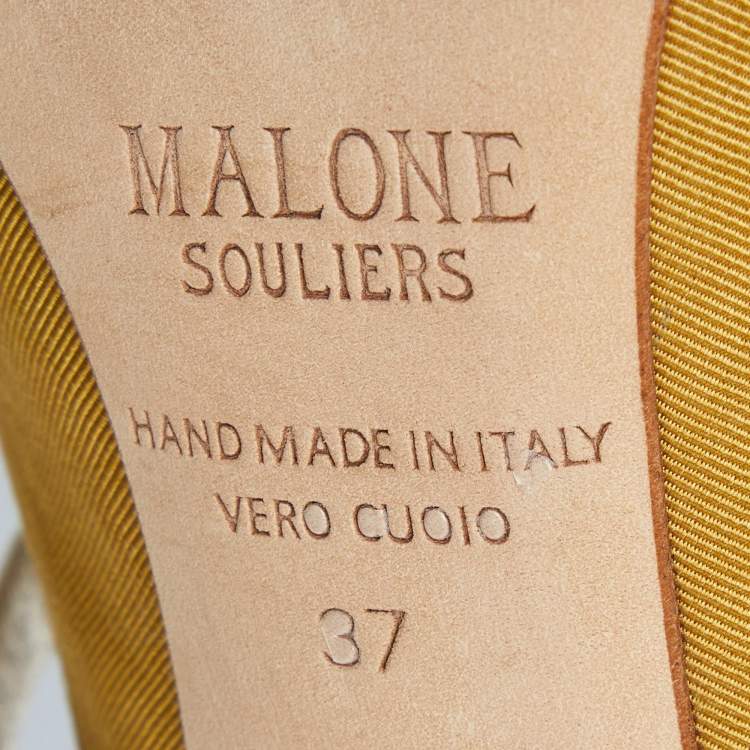 MALONE
SOULIERS
HAND MADE IN ITALY
VERO CUOIO
37